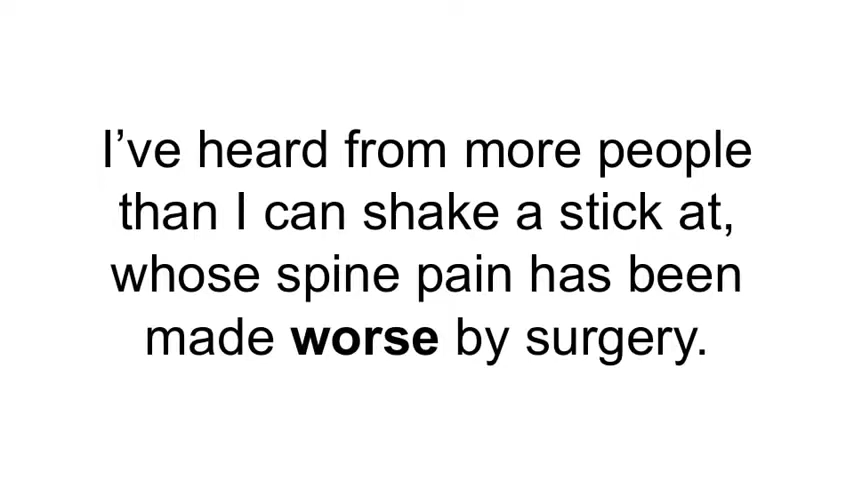 I’ve heard from more people
than I can shake a stick at,
whose spine pain has been
made worse by surgery.